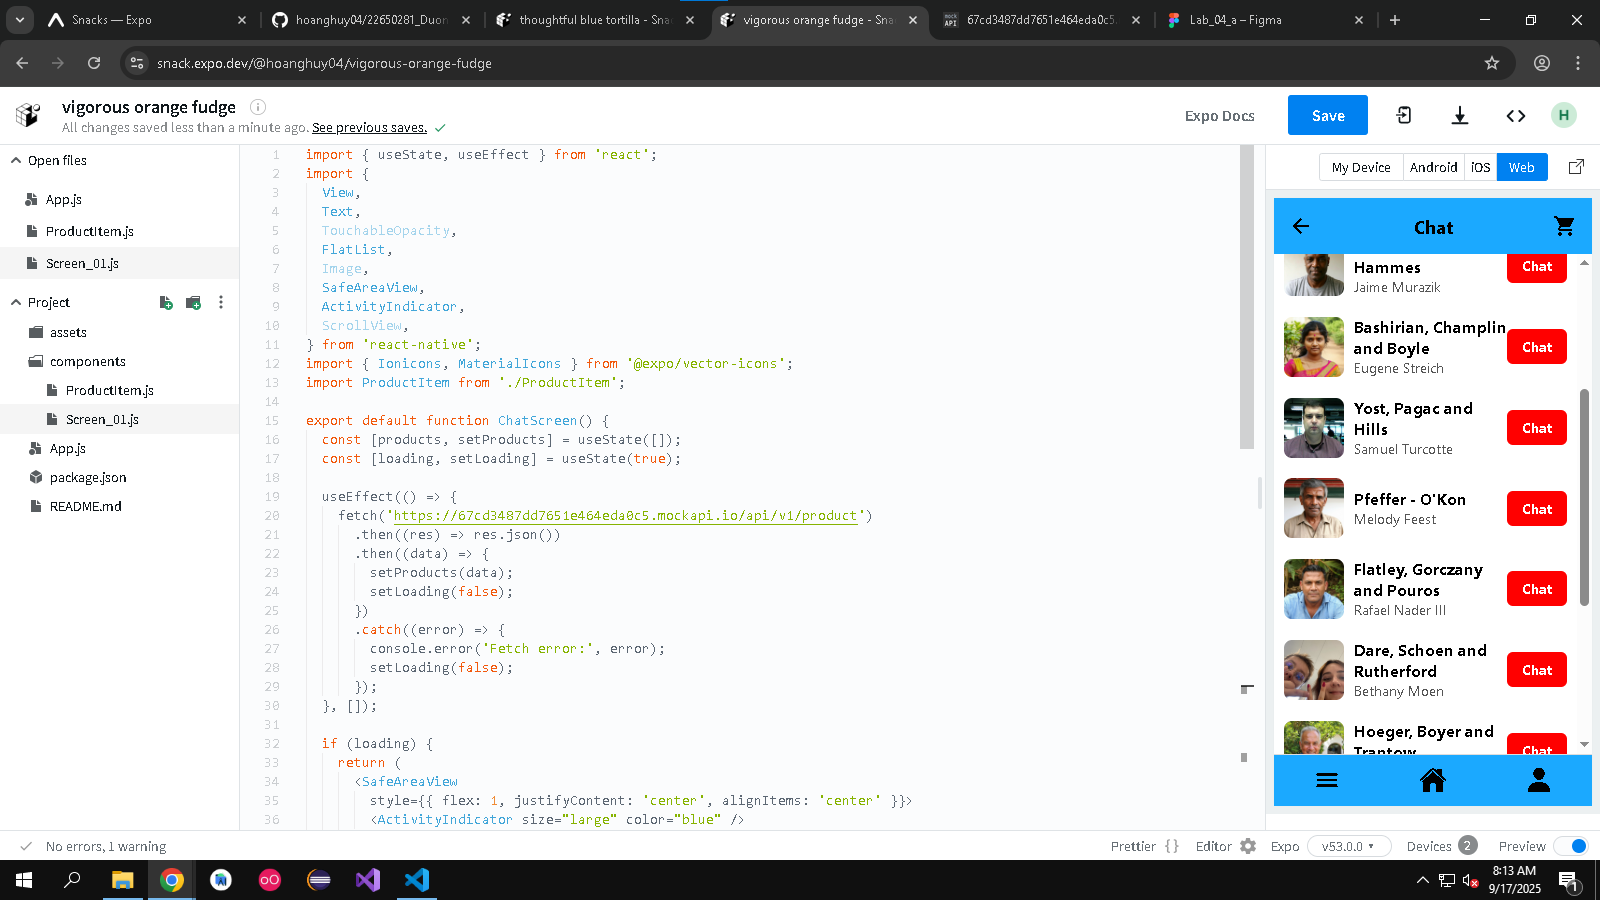 Snacks — Expo
hoanghuy04/22650281_Duon
thoughtful blue tortilla - Snac
vigorous orange fudge - Snac
67cd3487dd7651e464eda0c5.
Lab_04_a – Figma
snack.expo.dev/@hoanghuy04/vigorous-orange-fudge
vigorous orange fudge
All changes saved less than a minute ago. See previous saves.
Expo Docs
Save
H
Open files
App.js
ProductItem.js
Screen_01.js
Project
assets
components
ProductItem.js
Screen_01.js
App.js
package.json
README.md
1 import { useState, useEffect } from 'react';
2 import {
3 View,
4 Text,
5 TouchableOpacity,
6 FlatList,
7 Image,
8 SafeAreaView,
9 ActivityIndicator,
10 ScrollView,
11 } from 'react-native';
12 import { Ionicons, MaterialIcons } from '@expo/vector-icons';
13 import ProductItem from './ProductItem';
14
15 export default function ChatScreen() {
16 const [products, setProducts] = useState([]);
17 const [loading, setLoading] = useState(true);
18
19 useEffect(() => {
20 fetch('https://67cd3487dd7651e464eda0c5.mockapi.io/api/v1/product')
21 .then((res) => res.json())
22 .then((data) => {
23 setProducts(data);
24 setLoading(false);
25 })
26 .catch((error) => {
27 console.error('Fetch error:', error);
28 setLoading(false);
29 });
30 }, []);
31
32 if (loading) {
33 return (
34 <SafeAreaView
35 style={{ flex: 1, justifyContent: 'center', alignItems: 'center' }}>
36 <ActivityIndicator size="large" color="blue" />
My Device
Android
iOS
Web
Chat
Hammes
Jaime Murazik
Chat
Bashirian, Champlin
and Boyle
Eugene Streich
Chat
Yost, Pagac and
Hills
Samuel Turcotte
Chat
Pfeffer - O'Kon
Melody Feest
Chat
Flatley, Gorczany
and Pouros
Rafael Nader III
Chat
Dare, Schoen and
Rutherford
Bethany Moen
Chat
Hoeger, Boyer and
Trantow
Chat
No errors, 1 warning
Prettier { }
Editor
Expo
v53.0.0
Devices 2
Preview
8:13 AM
9/17/2025
1